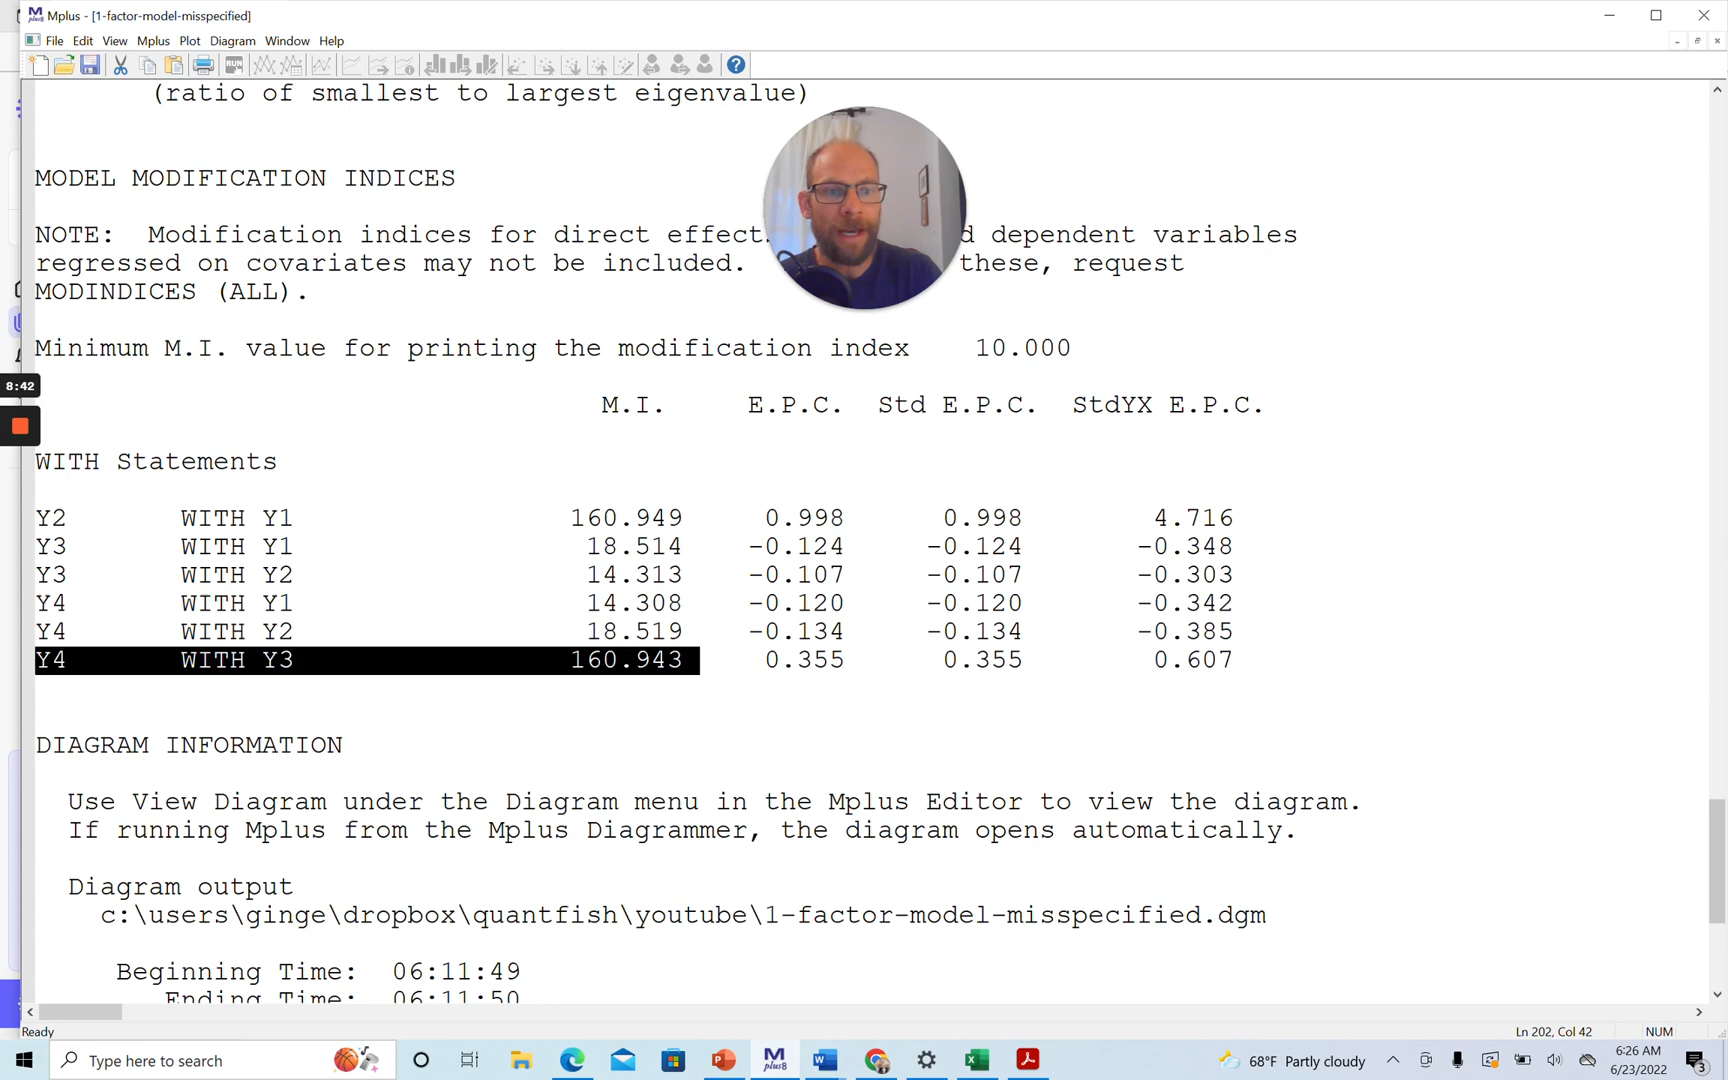 Mplus - [1-factor-model-misspecified]
File Edit View Mplus Plot Diagram Window Help
RUN
(ratio of smallest to largest eigenvalue)
MODEL MODIFICATION INDICES
NOTE: Modification indices for direct effect dependent variables
regressed on covariates may not be included. these, request
MODINDICES (ALL).
Minimum M.I. value for printing the modification index 10.000
8:42
M.I. E.P.C. Std E.P.C. StdYX E.P.C.
WITH Statements
Y2 WITH Y1 160.949 0.998 0.998 4.716
Y3 WITH Y1 18.514 -0.124 -0.124 -0.348
Y3 WITH Y2 14.313 -0.107 -0.107 -0.303
Y4 WITH Y1 14.308 -0.120 -0.120 -0.342
Y4 WITH Y2 18.519 -0.134 -0.134 -0.385
Y4 WITH Y3 160.943 0.355 0.355 0.607
DIAGRAM INFORMATION
Use View Diagram under the Diagram menu in the Mplus Editor to view the diagram.
If running Mplus from the Mplus Diagrammer, the diagram opens automatically.
Diagram output
c:\users\ginge\dropbox\quantfish\youtube\1-factor-model-misspecified.dgm
Beginning Time: 06:11:49
Ending Time: 06:11:50
Ready
Ln 202, Col 42 NUM
Type here to search
68°F Partly cloudy
6:26 AM
6/23/2022
3